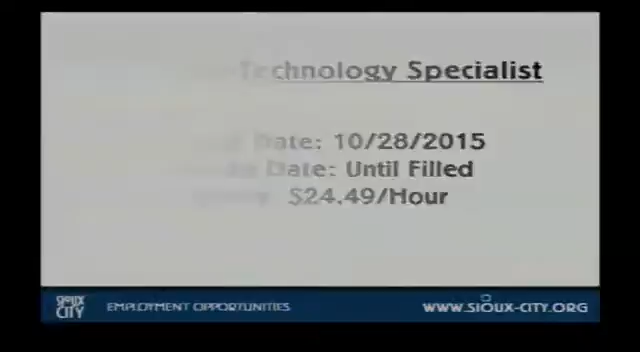 Technology Specialist
Date: 10/28/2015
Date: Until Filled
$24.49/Hour
SIOUX
CITY
EMPLOYMENT OPPORTUNITIES
WWW.SIOUX-CITY.ORG